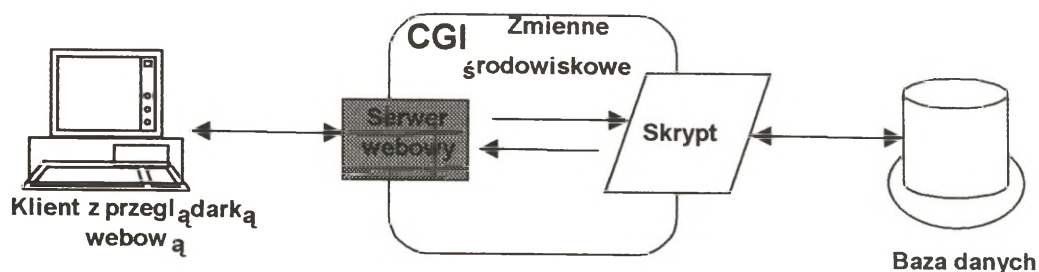 CGI Zmienne
środowiskowe
Serwer
webowy
Skrypt
Klient z przeglądarką
webową
Baza danych